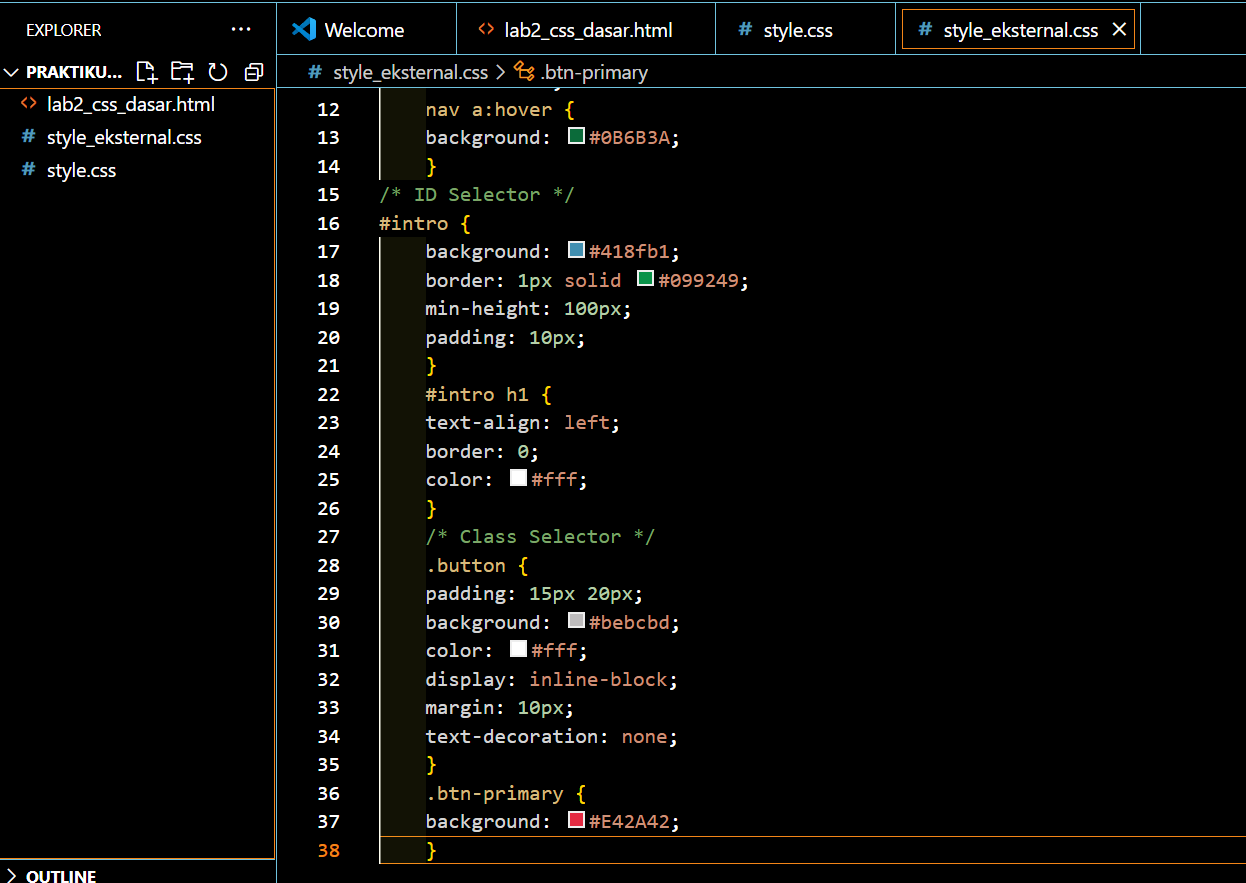 EXPLORER ···
PRAKTIKU...
lab2_css_dasar.html
style_eksternal.css
style.css
OUTLINE
Welcome
lab2_css_dasar.html
# style.css
# style_eksternal.css
# style_eksternal.css > .btn-primary
12 nav a:hover {
13 background: #0B6B3A;
14 }
15 /* ID Selector */
16 #intro {
17 background: #418fb1;
18 border: 1px solid #099249;
19 min-height: 100px;
20 padding: 10px;
21 }
22 #intro h1 {
23 text-align: left;
24 border: 0;
25 color: #fff;
26 }
27 /* Class Selector */
28 .button {
29 padding: 15px 20px;
30 background: #bebcbd;
31 color: #fff;
32 display: inline-block;
33 margin: 10px;
34 text-decoration: none;
35 }
36 .btn-primary {
37 background: #E42A42;
38 }